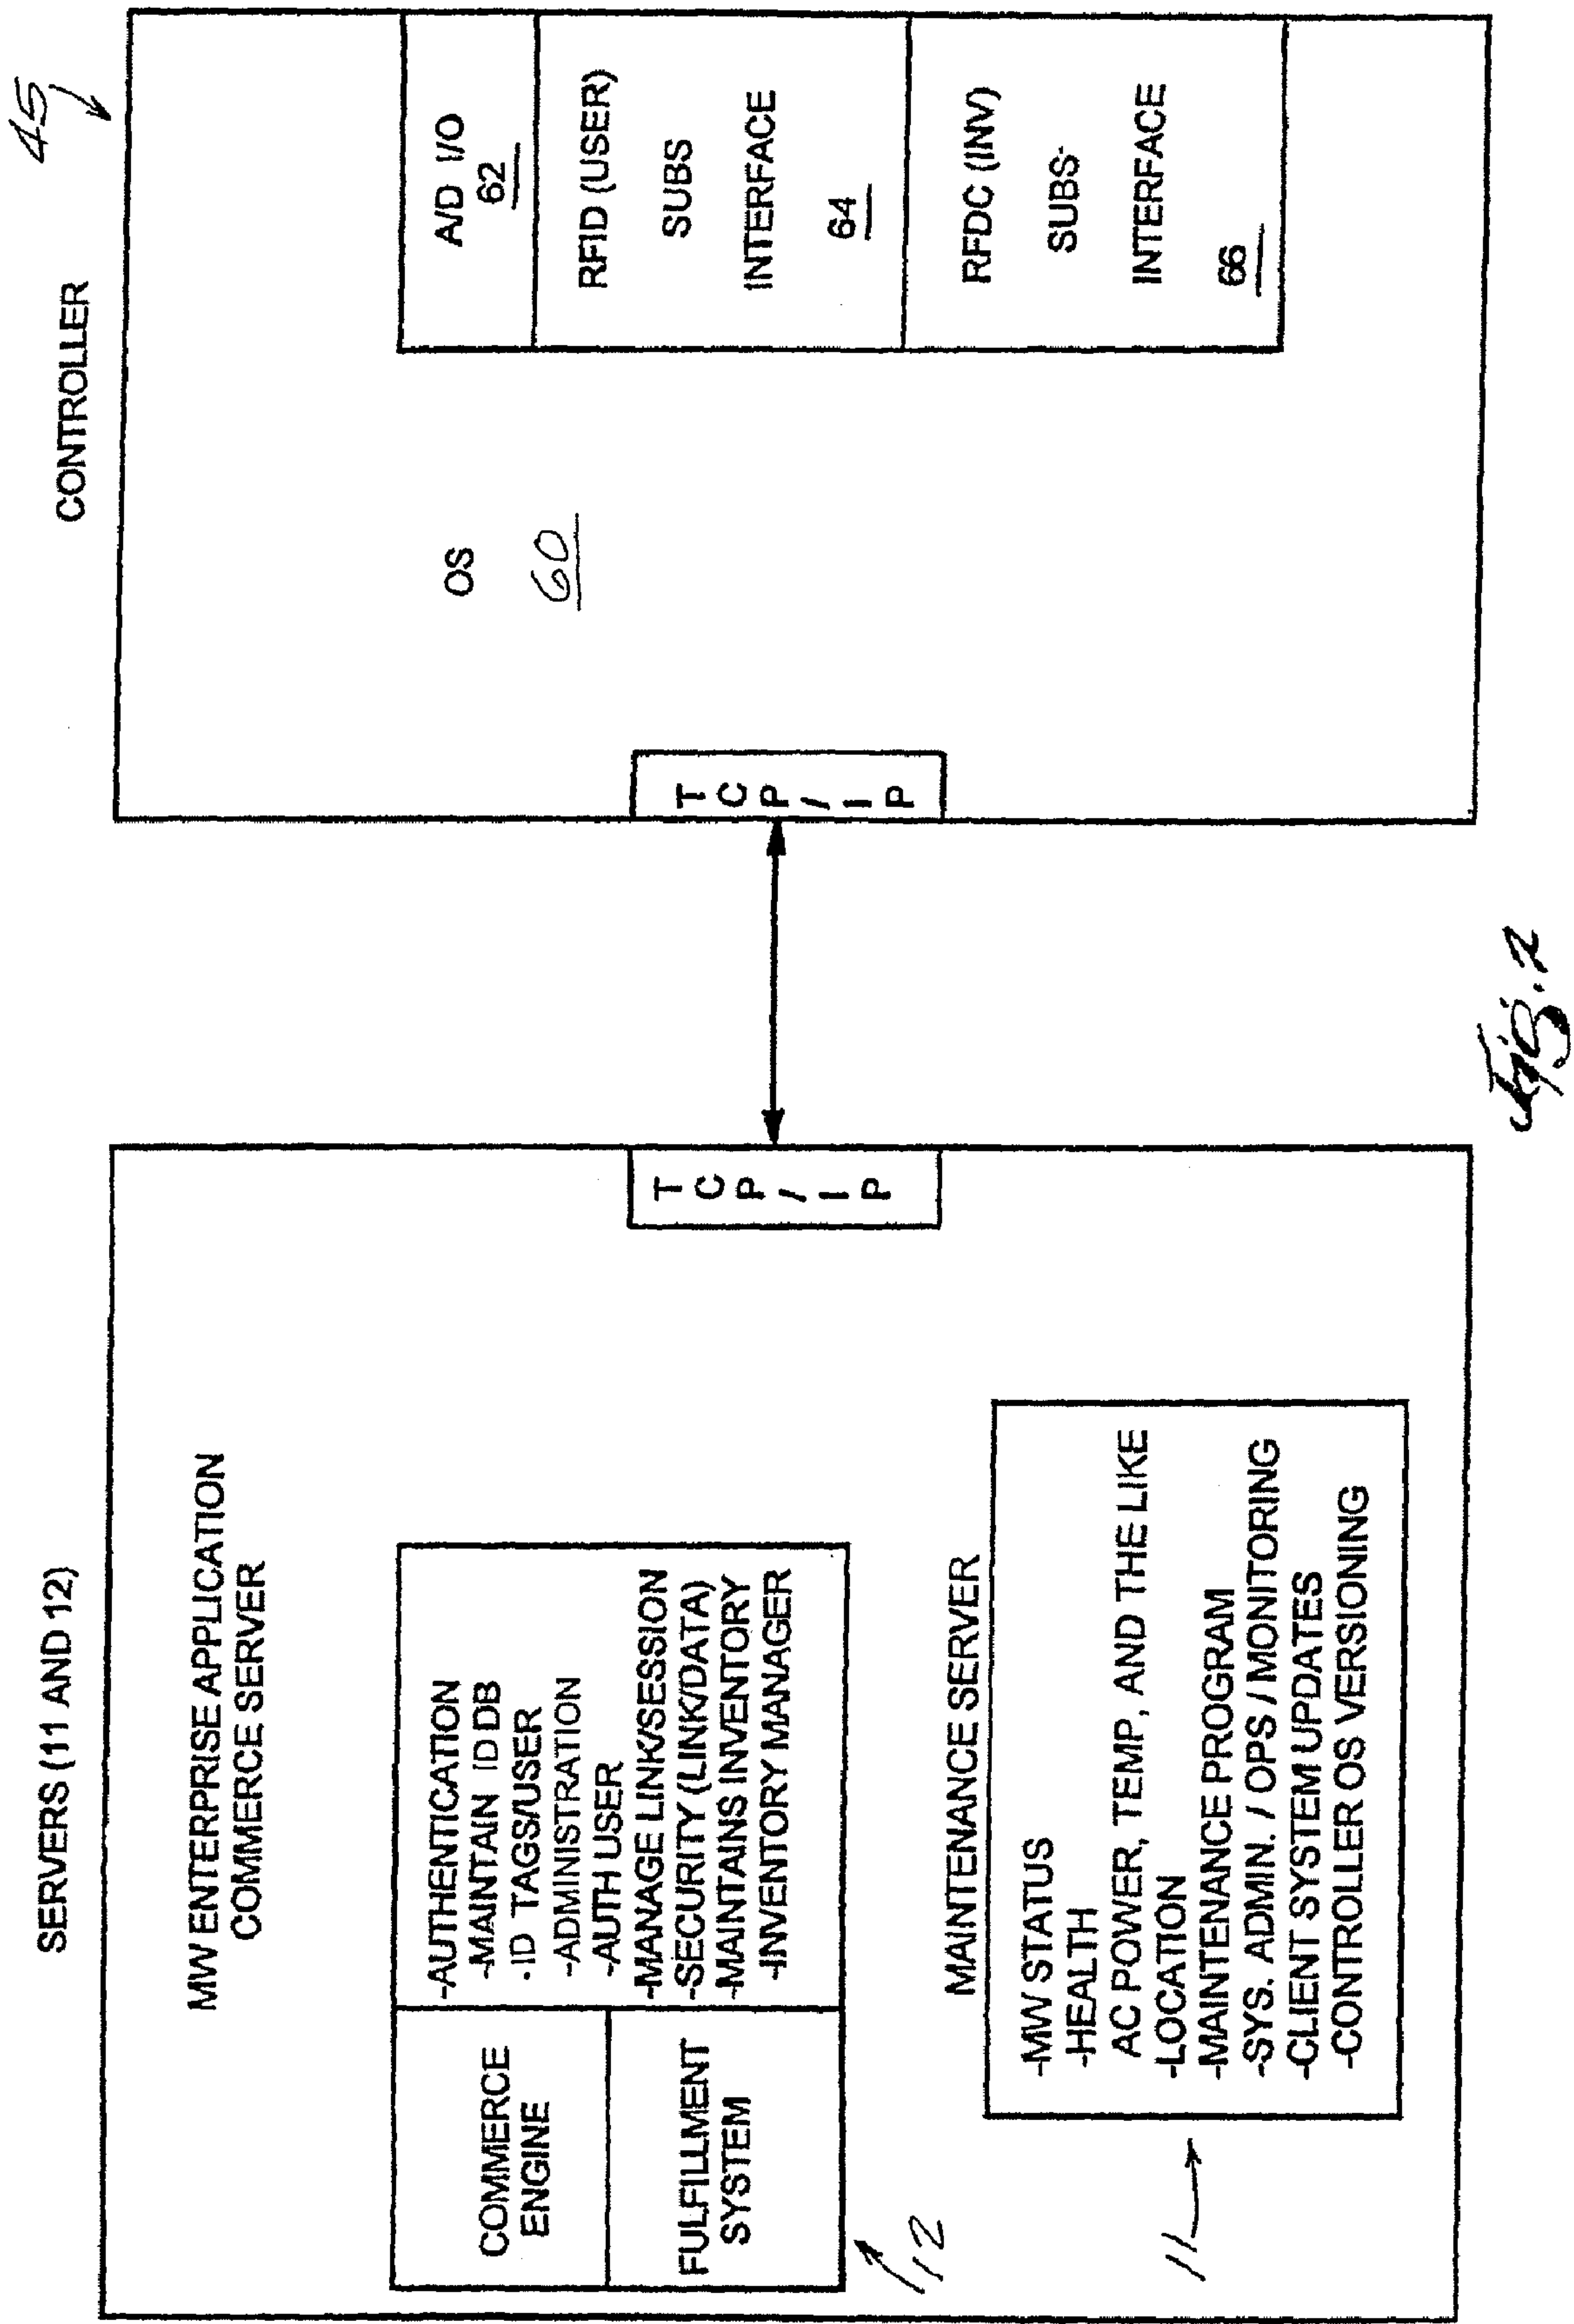 SERVERS (11 AND 12)
MW ENTERPRISE APPLICATION
COMMERCE SERVER
COMMERCE
ENGINE
FULFILLMENT
SYSTEM
-AUTHENTICATION
-MAINTAIN ID DB
·ID TAGS/USER
-ADMINISTRATION
-AUTH USER
-MANAGE LINK/SESSION
-SECURITY (LINK/DATA)
-MAINTAINS INVENTORY
-INVENTORY MANAGER
12
MAINTENANCE SERVER
-MW STATUS
-HEALTH
AC POWER, TEMP, AND THE LIKE
-LOCATION
-MAINTENANCE PROGRAM
-SYS. ADMIN. / OPS / MONITORING
-CLIENT SYSTEM UPDATES
-CONTROLLER OS VERSIONING
11
T
C
P
/
I
P
T
C
P
/
I
P
CONTROLLER
45
OS
60
A/D I/O
62
RFID (USER)
SUBS
INTERFACE
64
RFDC (INV)
SUBS-
INTERFACE
66
Fig. 2